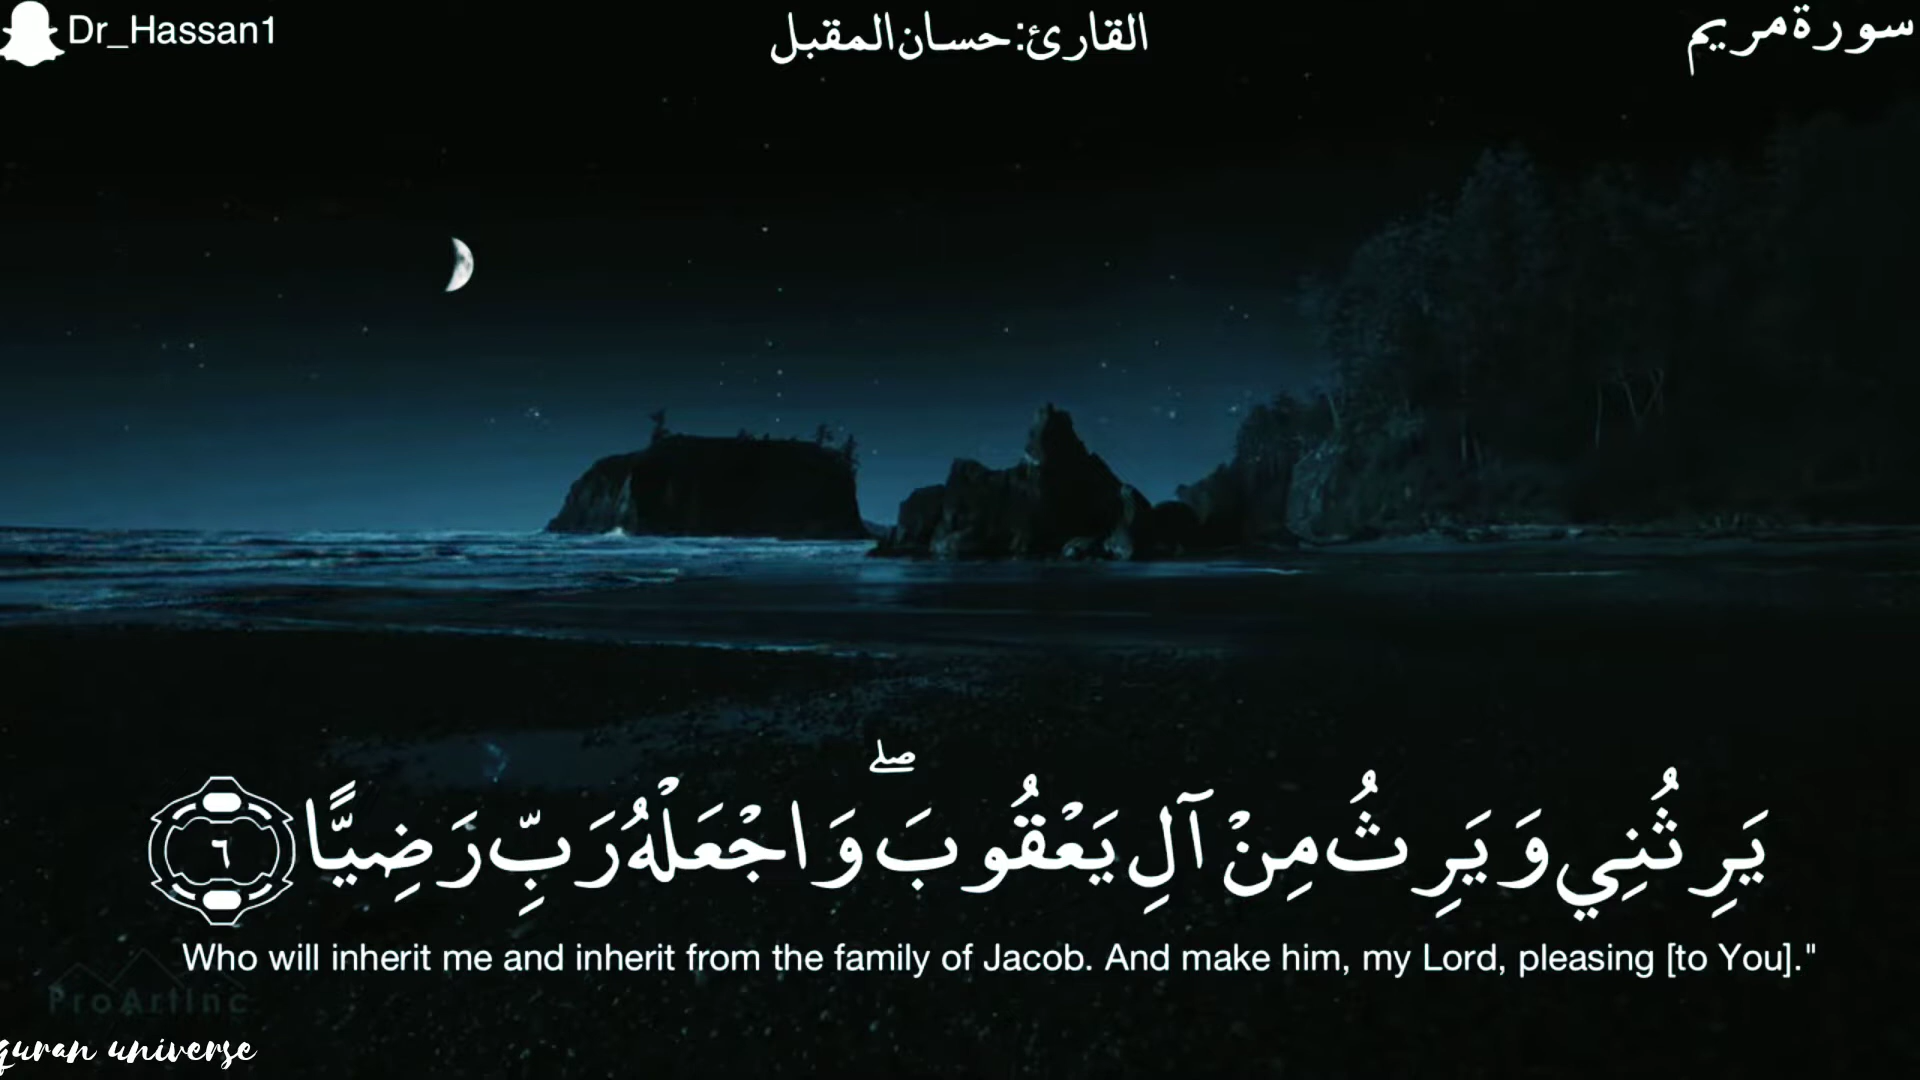 Dr_Hassan1
القارئ: حسان المقبل
سورة مريم
يَرِثُنِي وَيَرِثُ مِنْ آلِ يَعْقُوبَ ۖ وَاجْعَلْهُ رَبِّ رَضِيًّا ٦
Who will inherit me and inherit from the family of Jacob. And make him, my Lord, pleasing [to You]."
ProArtInc
quran universe